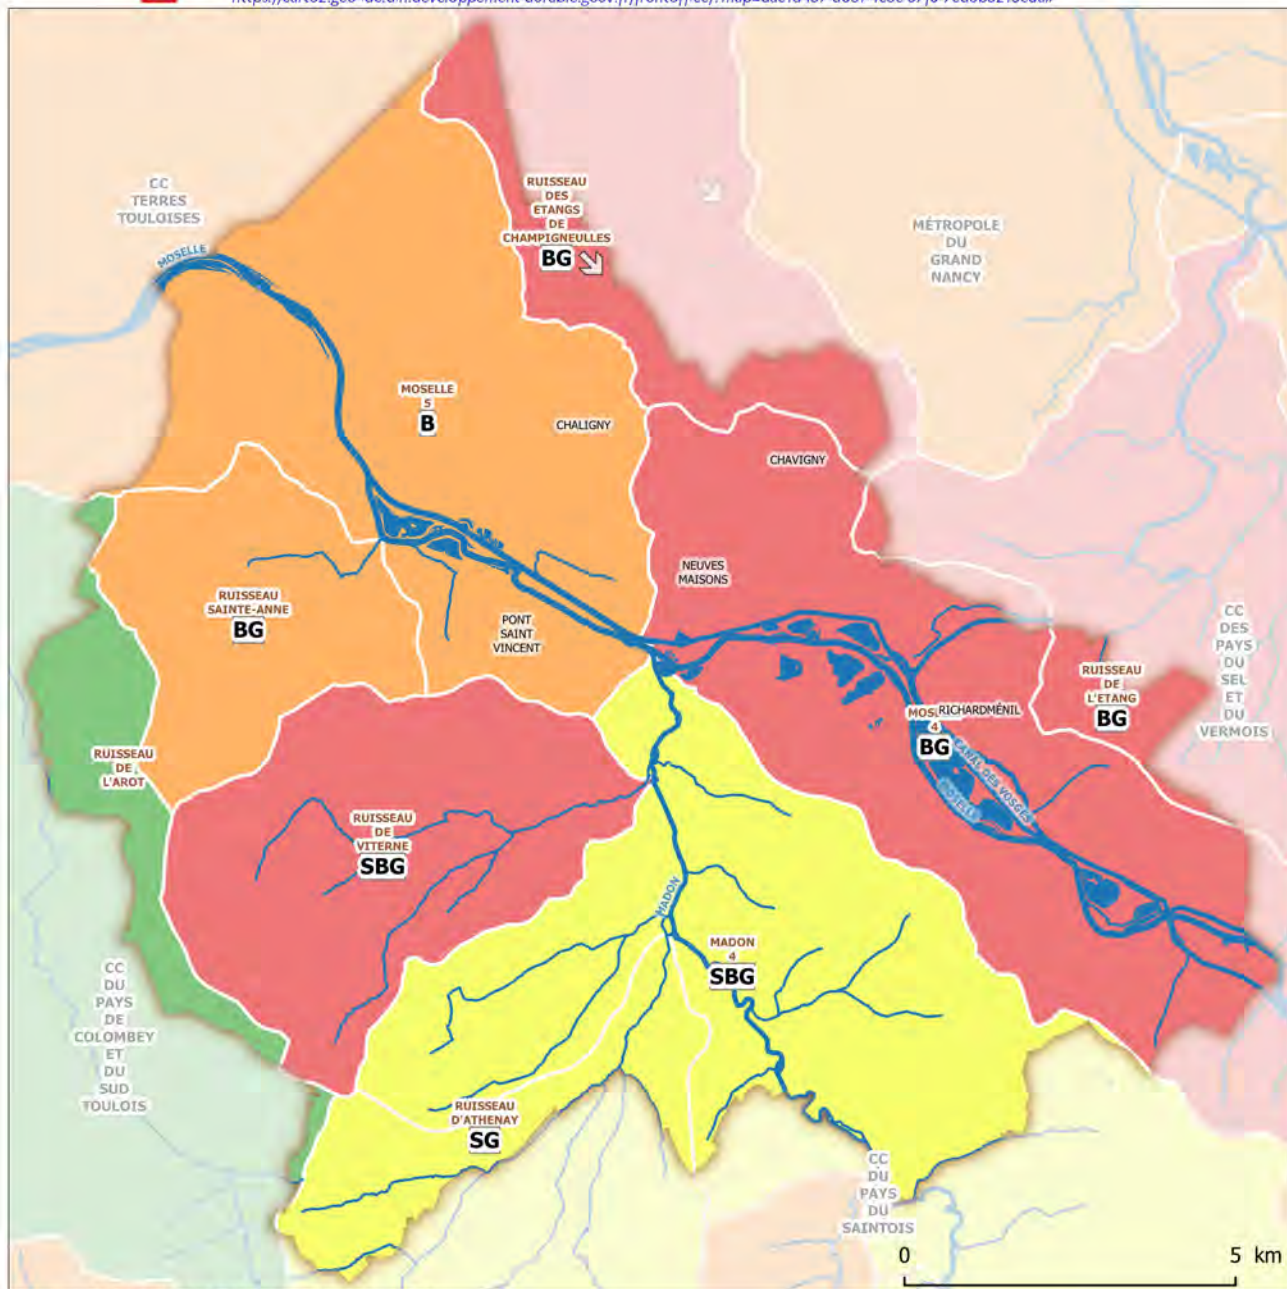 CC
TERRES
TOULOISES
MOSELLE
RUISSEAU
DES
ETANGS
DE
CHAMPIGNEULLES
BG
MÉTROPOLE
DU
GRAND
NANCY
MOSELLE
5
B
CHALIGNY
CHAVIGNY
NEUVES
MAISONS
RUISSEAU
SAINTE-ANNE
BG
PONT
SAINT
VINCENT
CC
DES
PAYS
DU
SEL
ET
DU
VERMOIS
RUISSEAU
DE
L'ETANG
BG
RICHARDMÉNIL
4
BG
CANAL DES VOSGES
MOSELLE
RUISSEAU
DE
L'AROT
RUISSEAU
DE
VITERNE
SBG
MADON
MADON
4
SBG
CC
DU
PAYS
DE
COLOMBEY
ET
DU
SUD
TOULOIS
RUISSEAU
D'ATHENAY
SG
CC
DU
PAYS
DU
SAINTOIS
0 5 km